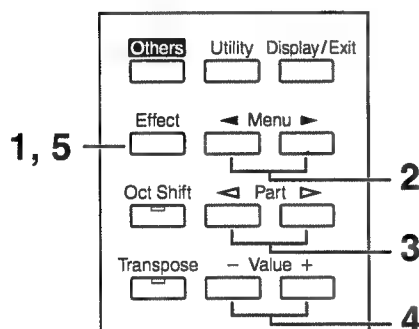 Others Utility Display/Exit
Effect ◄ Menu ►
1, 5
2
Oct Shift ◅ Part ▻
3
Transpose − Value +
4